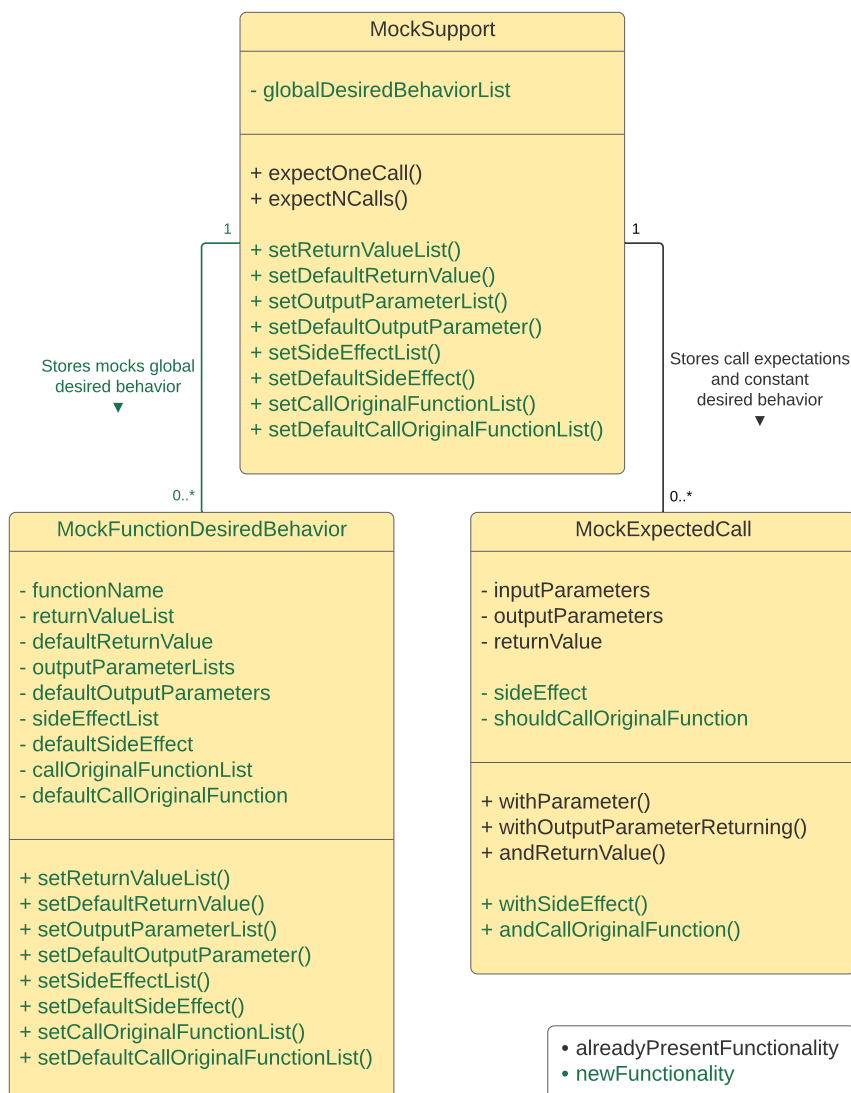 MockSupport
- globalDesiredBehaviorList
+ expectOneCall()
+ expectNCalls()
+ setReturnValueList()
+ setDefaultReturnValue()
+ setOutputParameterList()
+ setDefaultOutputParameter()
+ setSideEffectList()
+ setDefaultSideEffect()
+ setCallOriginalFunctionList()
+ setDefaultCallOriginalFunctionList()
1
Stores mocks global
desired behavior
▼
0..*
1
Stores call expectations
and constant
desired behavior
▼
0..*
MockFunctionDesiredBehavior
- functionName
- returnValueList
- defaultReturnValue
- outputParameterLists
- defaultOutputParameters
- sideEffectList
- defaultSideEffect
- callOriginalFunctionList
- defaultCallOriginalFunction
+ setReturnValueList()
+ setDefaultReturnValue()
+ setOutputParameterList()
+ setDefaultOutputParameter()
+ setSideEffectList()
+ setDefaultSideEffect()
+ setCallOriginalFunctionList()
+ setDefaultCallOriginalFunctionList()
MockExpectedCall
- inputParameters
- outputParameters
- returnValue
- sideEffect
- shouldCallOriginalFunction
+ withParameter()
+ withOutputParameterReturning()
+ andReturnValue()
+ withSideEffect()
+ andCallOriginalFunction()
• alreadyPresentFunctionality
• newFunctionality